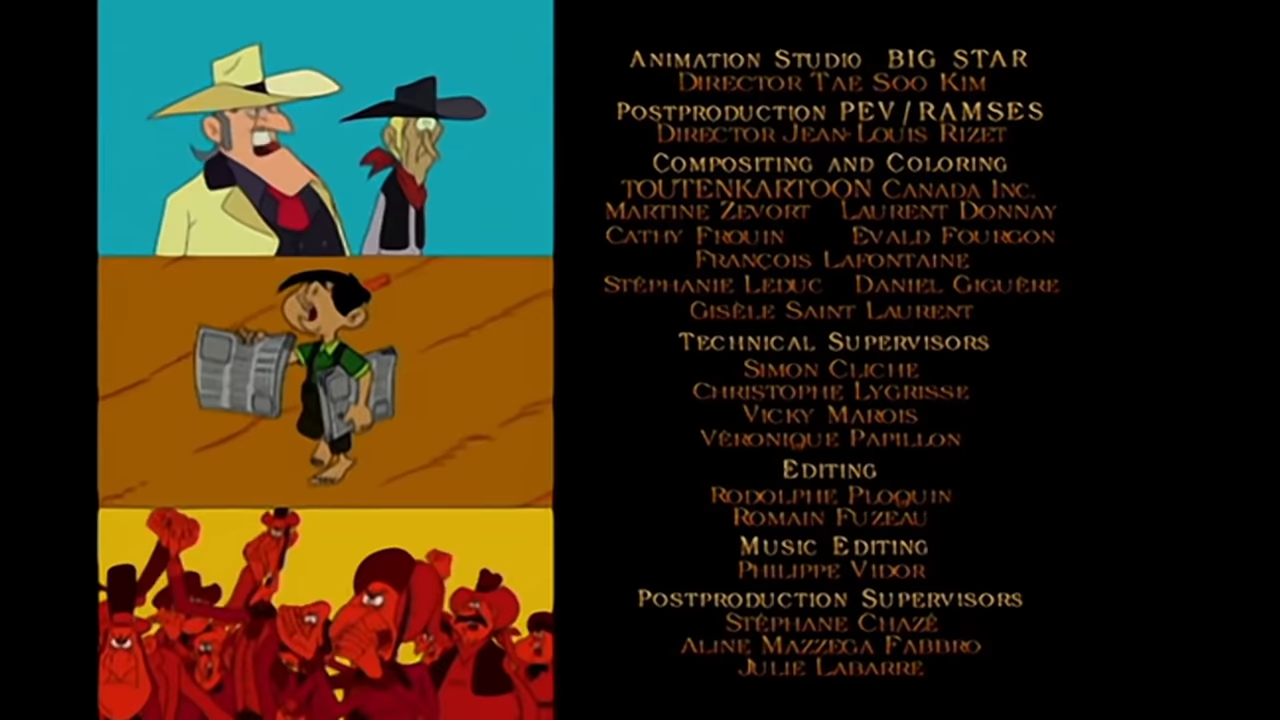 ANIMATION STUDIO BIG STAR
DIRECTOR TAE SOO KIM
POSTPRODUCTION PEV/RAMSES
DIRECTOR JEAN-LOUIS RIZET
COMPOSITING AND COLORING
TOUTENKARTOON CANADA INC.
MARTINE ZEVORT LAURENT DONNAY
CATHY FROUIN EVALD FOURGON
FRANÇOIS LAFONTAINE
STÉPHANIE LEDUC DANIEL GIGUÈRE
GISÈLE SAINT LAURENT
TECHNICAL SUPERVISORS
SIMON CLICHE
CHRISTOPHE LYGRISSE
VICKY MAROIS
VÉRONIQUE PAPILLON
EDITING
RODOLPHE PLOQUIN
ROMAIN FUZEAU
MUSIC EDITING
PHILIPPE VIDOR
POSTPRODUCTION SUPERVISORS
STÉPHANE CHAZÉ
ALINE MAZZEGA FABBRO
JULIE LABARRE